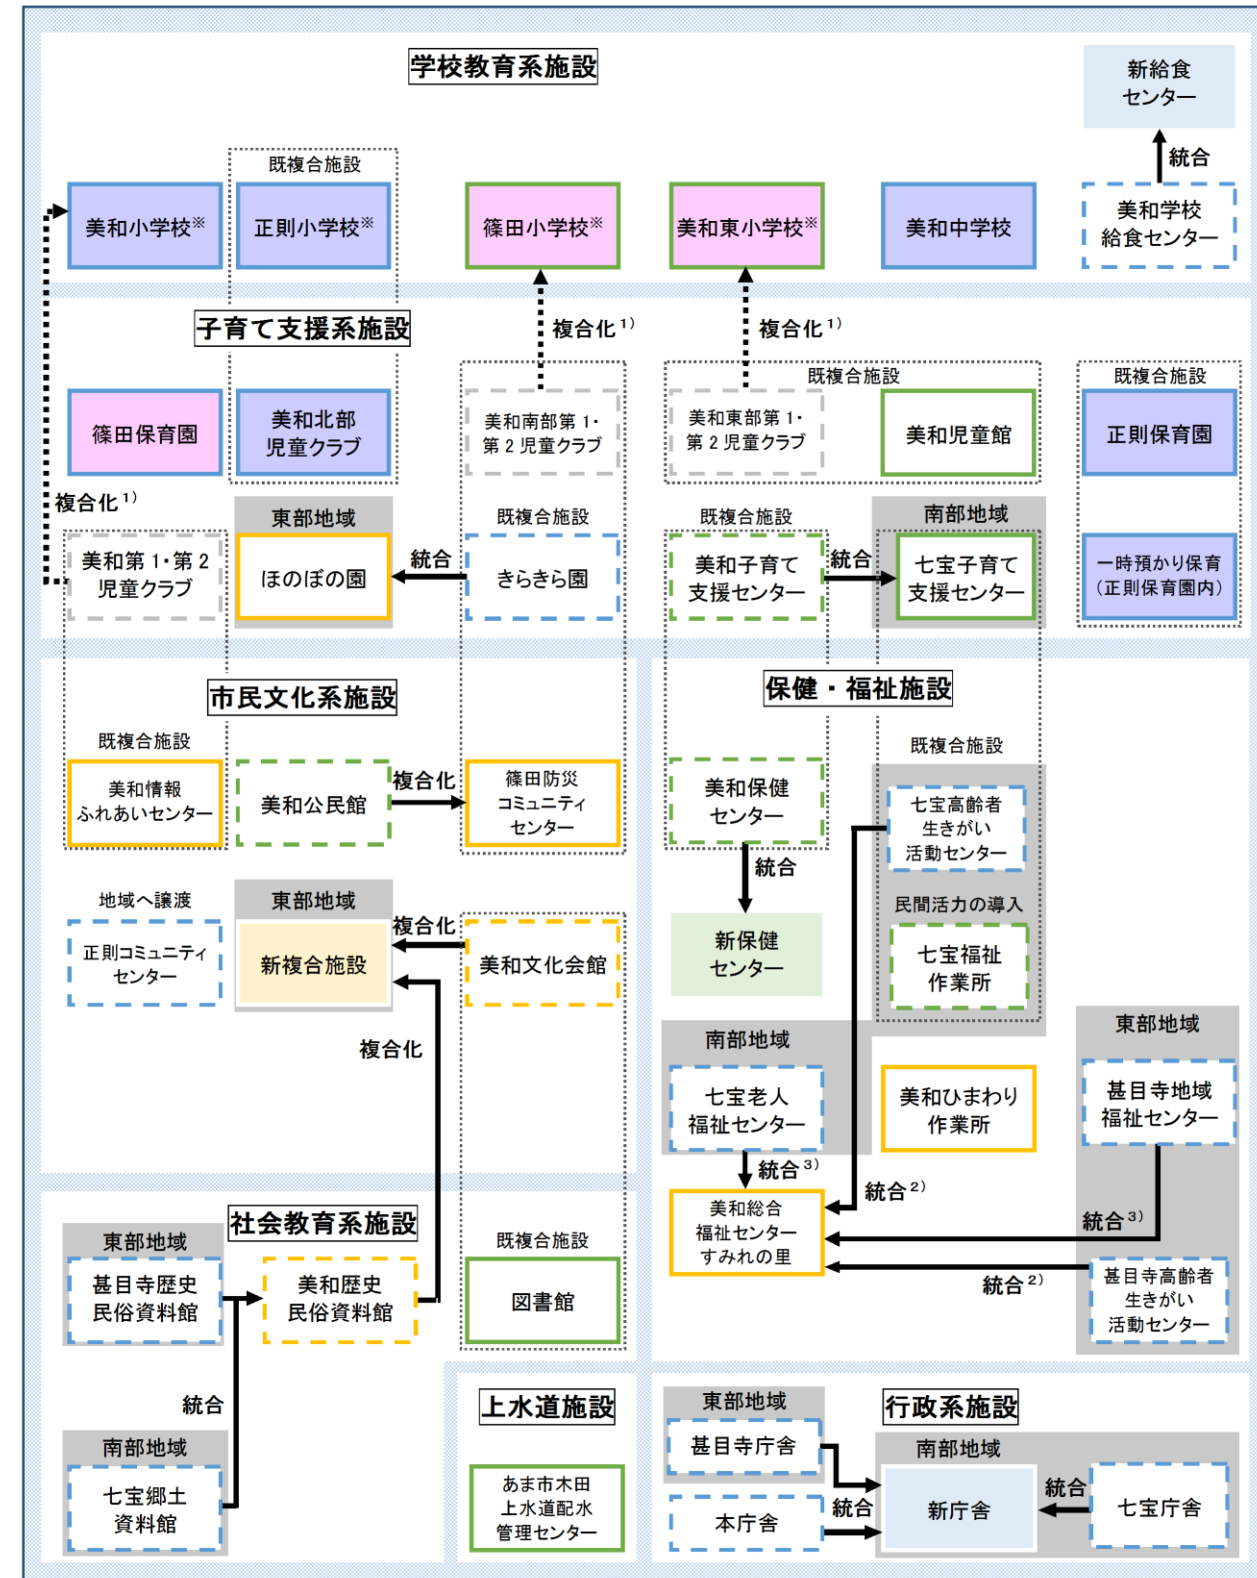 学校教育系施設
新給食
センター
統合
既複合施設
美和小学校※
正則小学校※
篠田小学校※
美和東小学校※
美和中学校
美和学校
給食センター
子育て支援系施設
複合化¹⁾
複合化¹⁾
既複合施設
既複合施設
篠田保育園
美和北部
児童クラブ
美和南部第1・
第2児童クラブ
美和東部第1・
第2児童クラブ
美和児童館
正則保育園
複合化¹⁾
東部地域
既複合施設
既複合施設
南部地域
美和第1・第2
児童クラブ
ほのぼの園
統合
きらきら園
美和子育て
支援センター
統合
七宝子育て
支援センター
一時預かり保育
(正則保育園内)
市民文化系施設
保健・福祉施設
既複合施設
既複合施設
美和情報
ふれあいセンター
美和公民館
複合化
篠田防災
コミュニティ
センター
美和保健
センター
七宝高齢者
生きがい
活動センター
統合
地域へ譲渡
東部地域
民間活力の導入
正則コミュニティ
センター
新複合施設
複合化
美和文化会館
新保健
センター
七宝福祉
作業所
複合化
南部地域
東部地域
七宝老人
福祉センター
美和ひまわり
作業所
甚目寺地域
福祉センター
統合³⁾
統合²⁾
美和総合
福祉センター
すみれの里
統合³⁾
統合²⁾
甚目寺高齢者
生きがい
活動センター
社会教育系施設
東部地域
既複合施設
甚目寺歴史
民俗資料館
美和歴史
民俗資料館
図書館
統合
南部地域
七宝郷土
資料館
上水道施設
あま市木田
上水道配水
管理センター
行政系施設
東部地域
甚目寺庁舎
南部地域
本庁舎
統合
新庁舎
統合
七宝庁舎